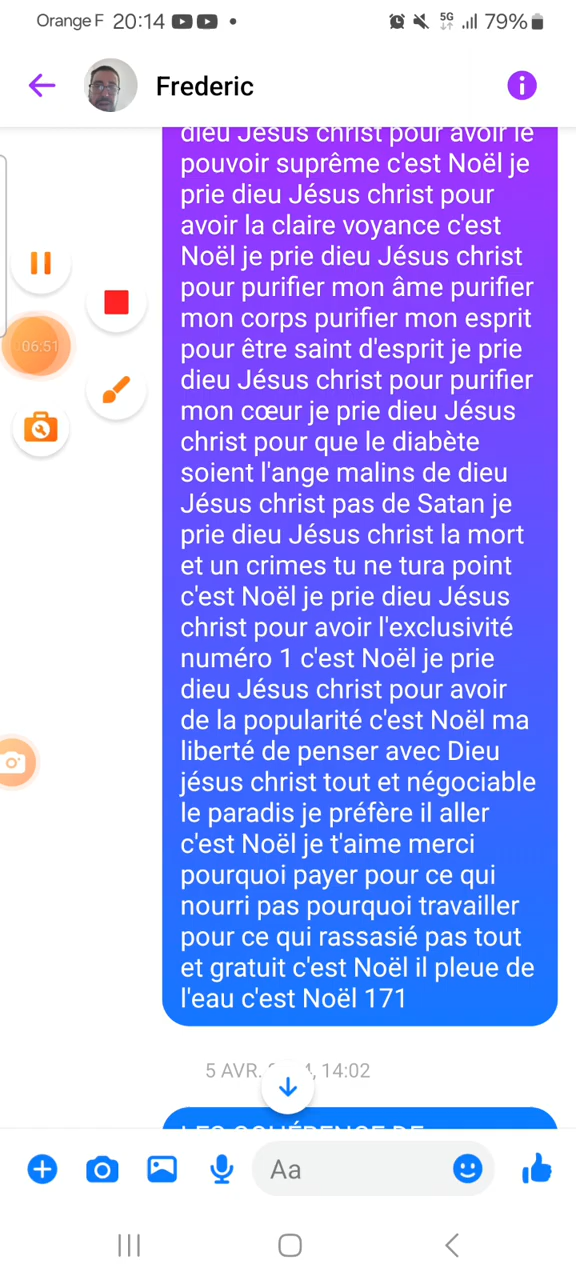 Orange F 20:14
5G 79%
Frederic
dieu Jésus christ pour avoir le
pouvoir suprême c'est Noël je
prie dieu Jésus christ pour
avoir la claire voyance c'est
Noël je prie dieu Jésus christ
pour purifier mon âme purifier
mon corps purifier mon esprit
pour être saint d'esprit je prie
dieu Jésus christ pour purifier
mon cœur je prie dieu Jésus
christ pour que le diabète
soient l'ange malins de dieu
Jésus christ pas de Satan je
prie dieu Jésus christ la mort
et un crimes tu ne tura point
c'est Noël je prie dieu Jésus
christ pour avoir l'exclusivité
numéro 1 c'est Noël je prie
dieu Jésus christ pour avoir
de la popularité c'est Noël ma
liberté de penser avec Dieu
jésus christ tout et négociable
le paradis je préfère il aller
c'est Noël je t'aime merci
pourquoi payer pour ce qui
nourri pas pourquoi travailler
pour ce qui rassasié pas tout
et gratuit c'est Noël il pleue de
l'eau c'est Noël 171
06:51
5 AVR. 14:02
Aa